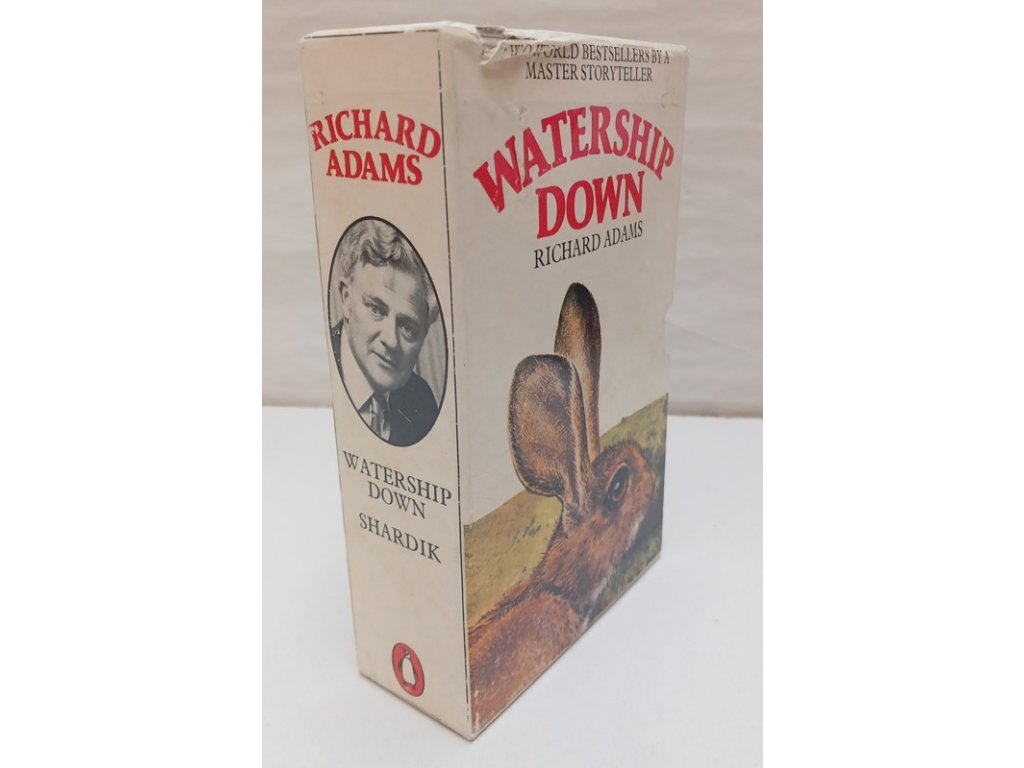 RICHARD
ADAMS
WATERSHIP
DOWN
SHARDIK
WORLD BESTSELLERS BY A
MASTER STORYTELLER
WATERSHIP
DOWN
RICHARD ADAMS